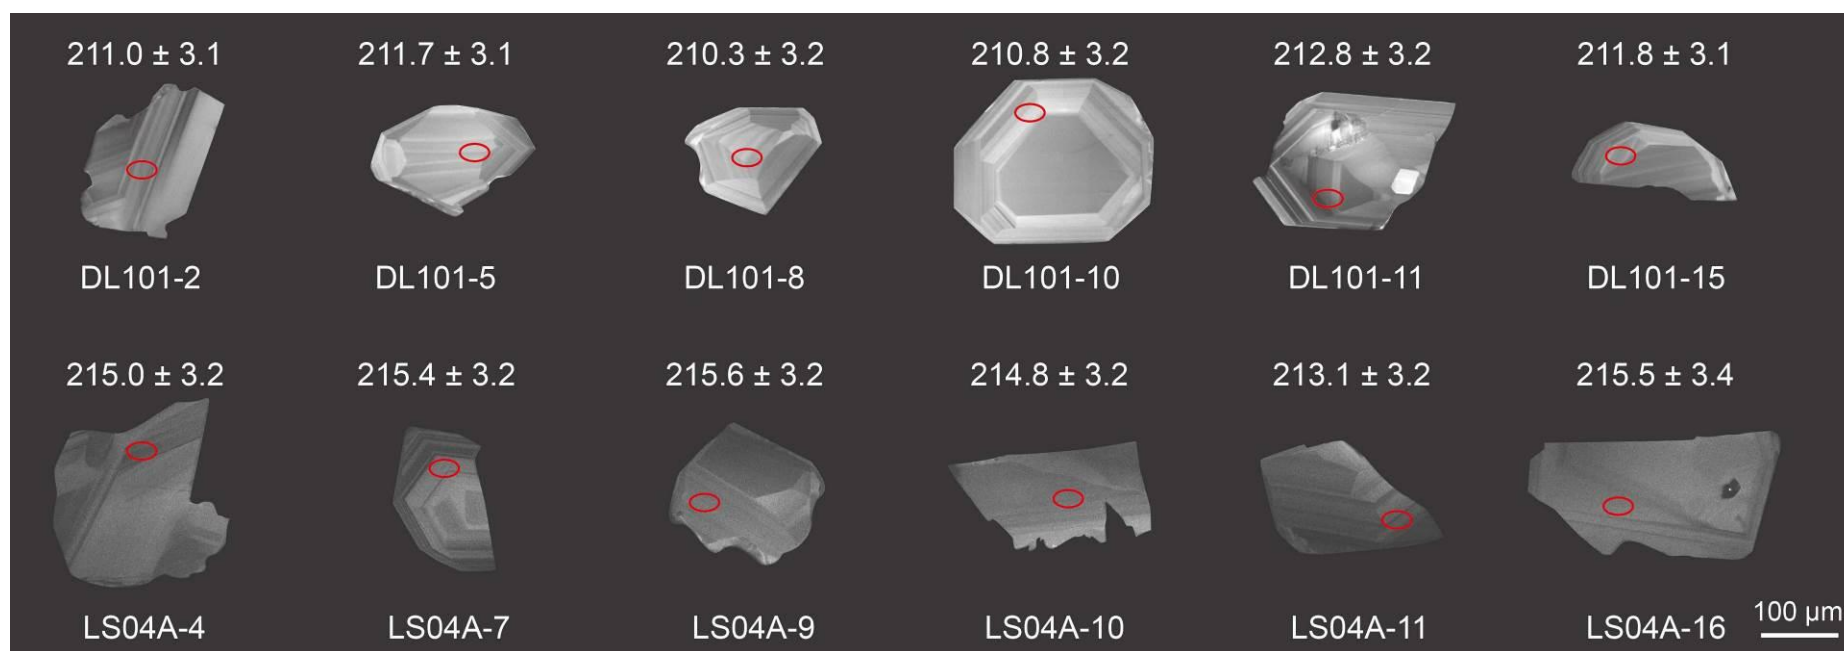 211.0 ± 3.1 211.7 ± 3.1 210.3 ± 3.2 210.8 ± 3.2 212.8 ± 3.2 211.8 ± 3.1
DL101-2 DL101-5 DL101-8 DL101-10 DL101-11 DL101-15
215.0 ± 3.2 215.4 ± 3.2 215.6 ± 3.2 214.8 ± 3.2 213.1 ± 3.2 215.5 ± 3.4
LS04A-4 LS04A-7 LS04A-9 LS04A-10 LS04A-11 LS04A-16
100 µm